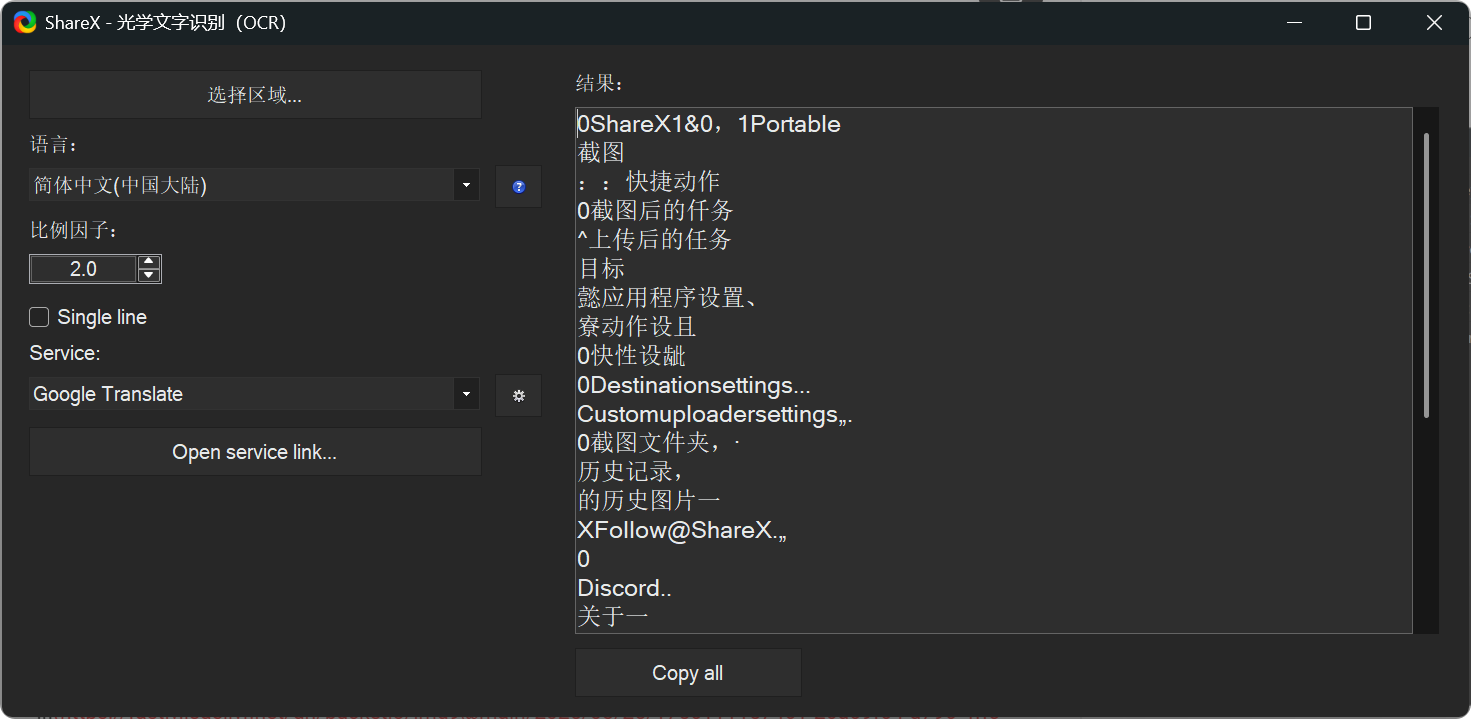 ShareX - 光学文字识别（OCR）
选择区域...
语言：
简体中文(中国大陆)
比例因子：
2.0
Single line
Service:
Google Translate
Open service link...
结果：
0ShareX1&0，1Portable
截图
：：快捷动作
0截图后的仟务
^上传后的任务
目标
懿应用程序设置、
寮动作设且
0快性设龇
0Destinationsettings...
Customuploadersettings„.
0截图文件夹，·
历史记录，
的历史图片一
XFoIIow@ShareX.„
0
Discord..
关于一
Copy all